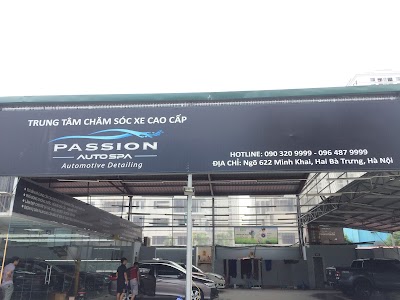 TRUNG TÂM CHĂM SÓC XE CAO CẤP
PASSION
AUTO SPA
Automotive Detailing
HOTLINE: 090 320 9999 - 096 487 9999
ĐỊA CHỈ: Ngõ 622 Minh Khai, Hai Bà Trưng, Hà Nội